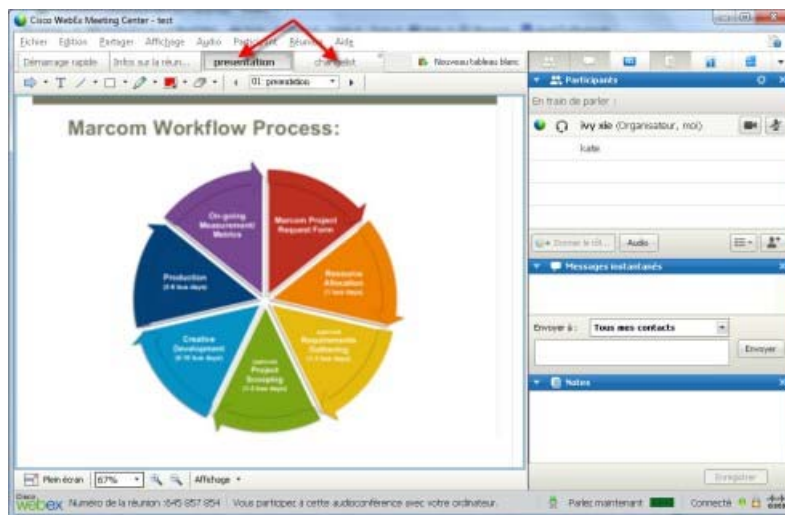 Cisco WebEx Meeting Center - test
Fichier Edition Partager Affichage Audio Participant Réunion Aide
Démarrage rapide Infos sur la réun... presentation changelist Nouveau tableau blanc
T 01: presentation
Marcom Workflow Process:
On-going
Measurement/
Metrics
Marcom Project
Request Form
Resource
Allocation
Requirements
Gathering
Project
Scoping
Creative
Development
Production
Plein écran 67% Affichage
Participants
En train de parler :
ivy xie (Organisateur, moi)
kate
Audio
Messages instantanés
Envoyer à : Tous mes contacts
Envoyer
Notes
Enregistrer
Cisco
webex Numéro de la réunion :645 857 854 Vous participez à cette audioconférence avec votre ordinateur. Parlez maintenant Connecté